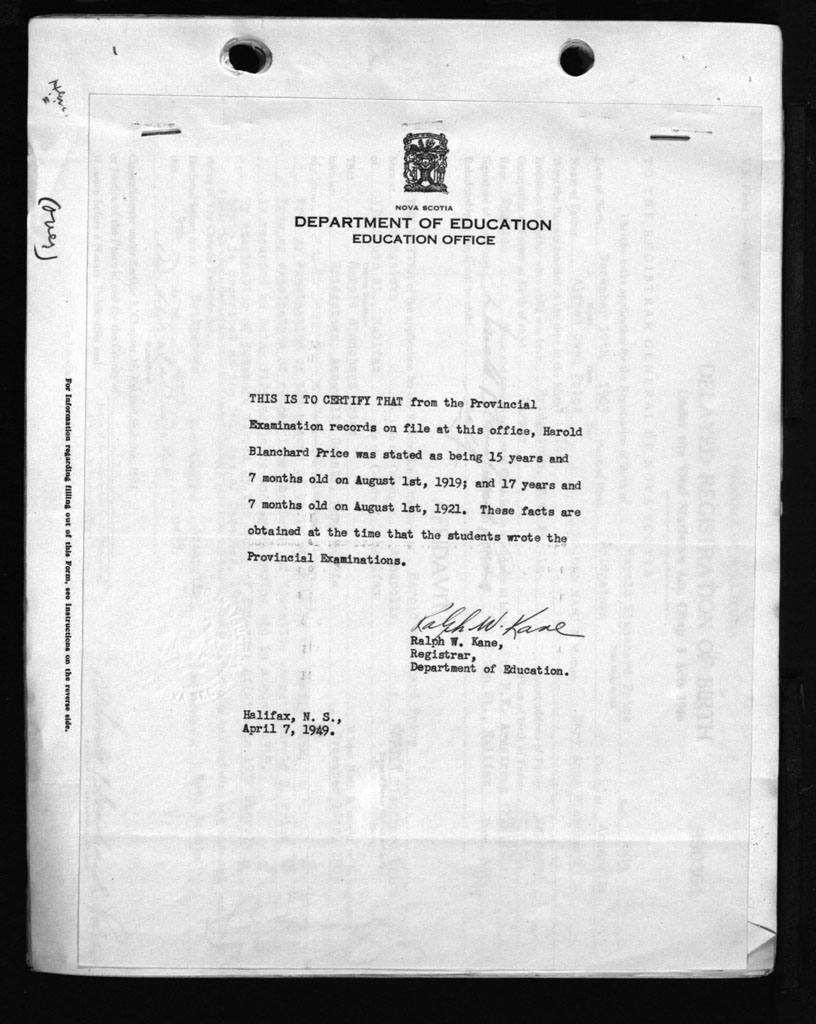 (over)
NOVA SCOTIA
DEPARTMENT OF EDUCATION
EDUCATION OFFICE
THIS IS TO CERTIFY THAT from the Provincial
Examination records on file at this office, Harold
Blanchard Price was stated as being 15 years and
7 months old on August 1st, 1919; and 17 years and
7 months old on August 1st, 1921. These facts are
obtained at the time that the students wrote the
Provincial Examinations.
Ralph W. Kane
Ralph W. Kane,
Registrar,
Department of Education.
Halifax, N. S.,
April 7, 1949.
For Information regarding filling out of this Form, see Instructions on the reverse side.